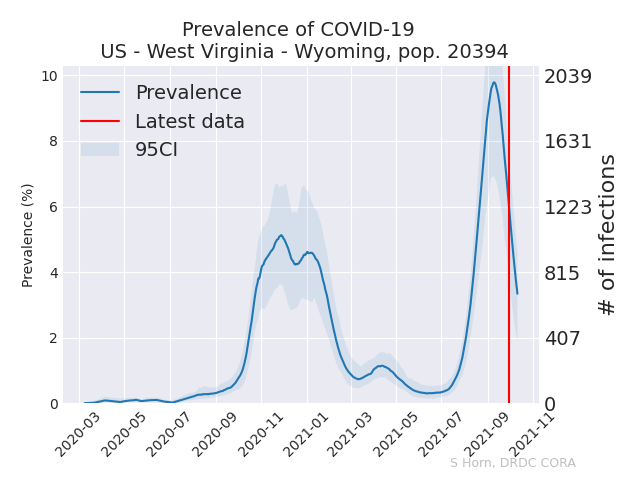 Prevalence of COVID-19
US - West Virginia - Wyoming, pop. 20394
Prevalence
Latest data
95CI
Prevalence (%)
10
8
6
4
2
0
2039
1631
1223
815
407
0
# of infections
2020-03
2020-05
2020-07
2020-09
2020-11
2021-01
2021-03
2021-05
2021-07
2021-09
2021-11
S Horn, DRDC CORA